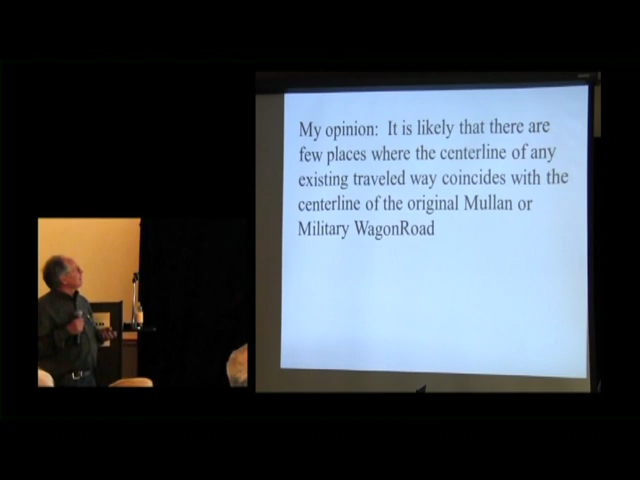 My opinion:  It is likely that there are
few places where the centerline of any
existing traveled way coincides with the
centerline of the original Mullan or
Military WagonRoad